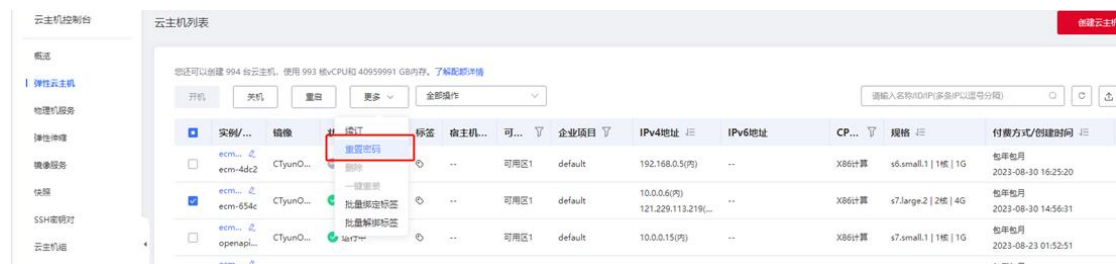 云主机控制台
云主机列表
创建云主机
概览
弹性云主机
物理机服务
弹性伸缩
镜像服务
快照
SSH密钥对
云主机组
您还可以创建 994 台云主机，使用 993 核vCPU和 40959991 GB内存。了解配额详情
开机 关机 重启 更多 全部操作 请输入名称/ID/IP(多条IP以逗号分隔)
续订
重置密码
删除
一键重装
批量绑定标签
批量解绑标签
实例/... 镜像 标签 宿主机... 可... 企业项目 IPv4地址 IPv6地址 CP... 规格 付费方式/创建时间
ecm... CTyunO... -- 可用区1 default 192.168.0.5(内) -- X86计算 s6.small.1 | 1核 | 1G 包年包月
ecm-4dc2 2023-08-30 16:25:20
ecm... CTyunO... -- 可用区1 default 10.0.0.6(内) -- X86计算 s7.large.2 | 2核 | 4G 包年包月
ecm-654c 121.229.113.219(... 2023-08-30 14:56:31
ecm... CTyunO... 运行中 -- 可用区1 default 10.0.0.15(内) -- X86计算 s7.small.1 | 1核 | 1G 包年包月
openapi... 2023-08-23 01:52:51